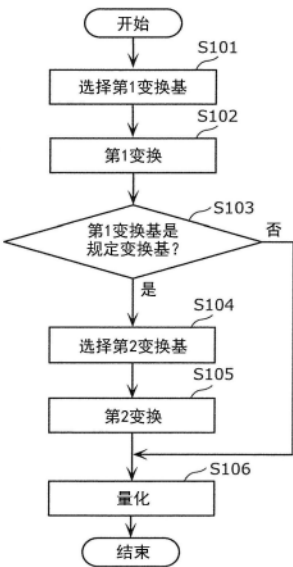 开始
S101
选择第1变换基
S102
第1变换
S103
第1变换基是
规定变换基?
否
是
S104
选择第2变换基
S105
第2变换
S106
量化
结束